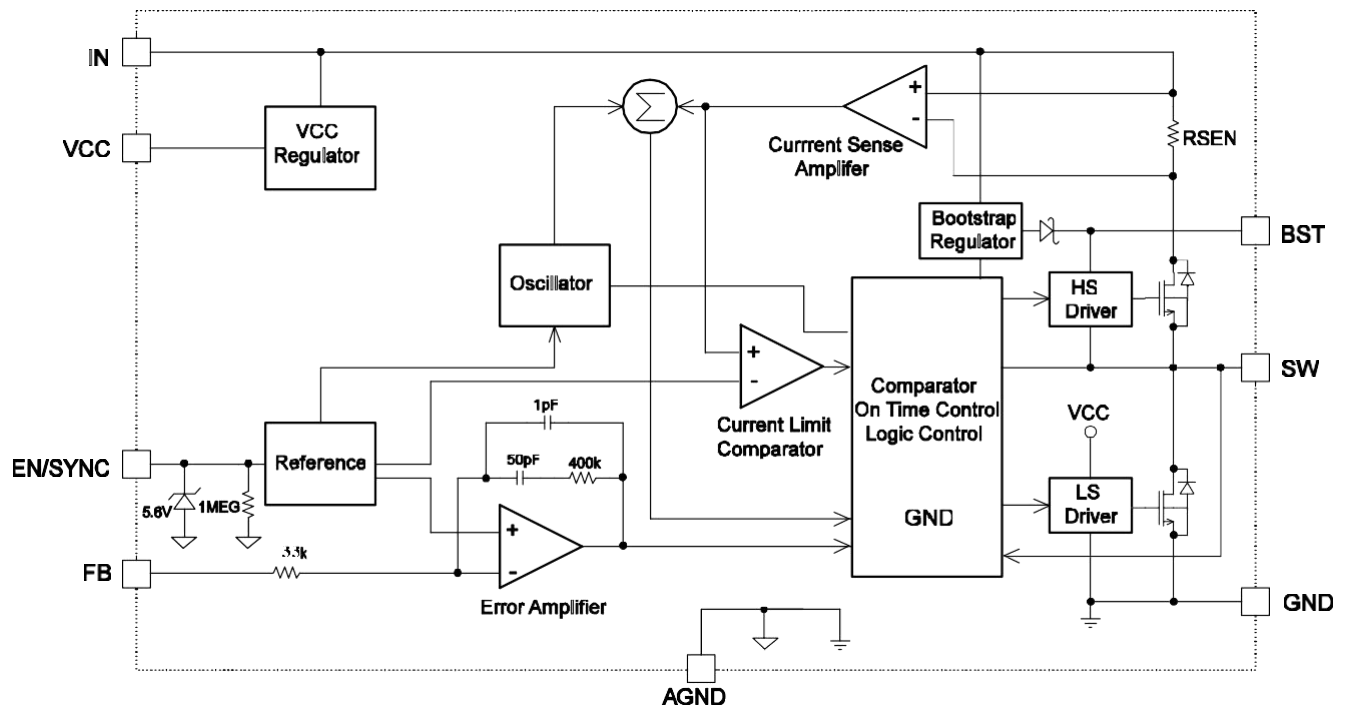 IN
VCC
VCC
Regulator
Σ
+
-
Currrent Sense
Amplifer
RSEN
Bootstrap
Regulator
BST
Oscillator
HS
Driver
+
-
Current Limit
Comparator
Comparator
On Time Control
Logic Control
SW
VCC
1pF
50pF
400k
EN/SYNC
Reference
5.6V
1MEG
LS
Driver
GND
+
-
33k
FB
Error Amplifier
GND
AGND